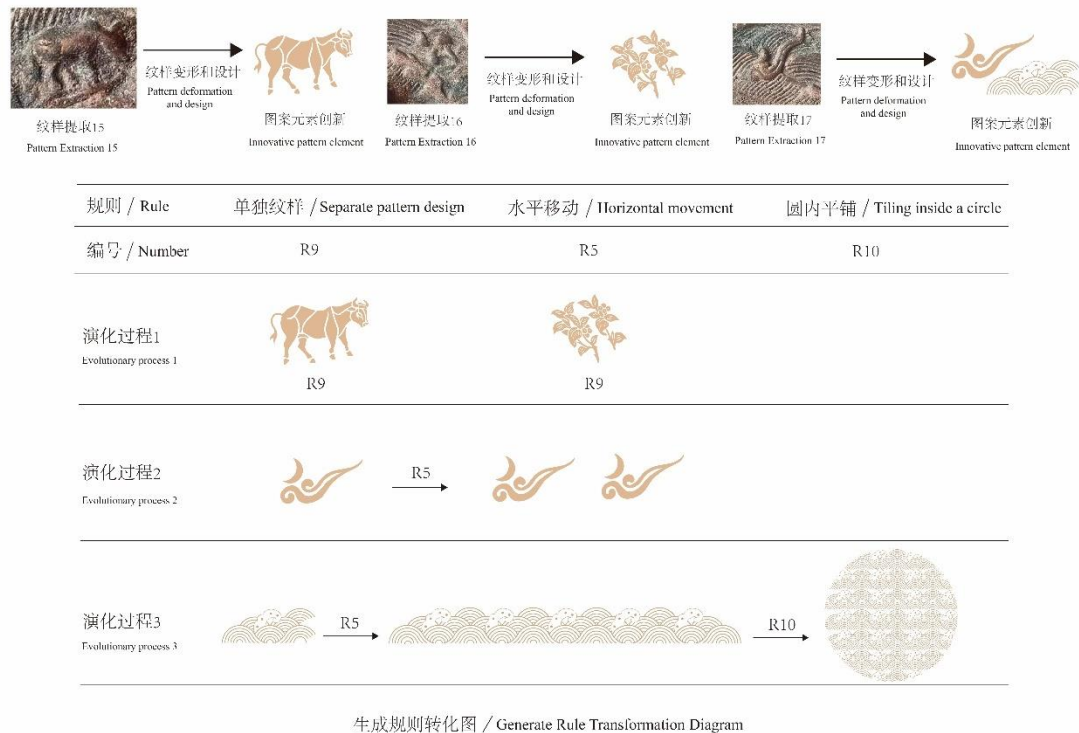 纹样变形和设计
Pattern deformation
and design
纹样提取15
Pattern Extraction 15
图案元素创新
Innovative pattern element
纹样变形和设计
Pattern deformation
and design
纹样提取16
Pattern Extraction 16
图案元素创新
Innovative pattern element
纹样变形和设计
Pattern deformation
and design
纹样提取17
Pattern Extraction 17
图案元素创新
Innovative pattern element
规则 / Rule 单独纹样 / Separate pattern design 水平移动 / Horizontal movement 圆内平铺 / Tiling inside a circle
编号 / Number R9 R5 R10
演化过程1
Evolutionary process 1
R9 R9
演化过程2
Evolutionary process 2
R5
演化过程3
Evolutionary process 3
R5 R10
生成规则转化图 / Generate Rule Transformation Diagram